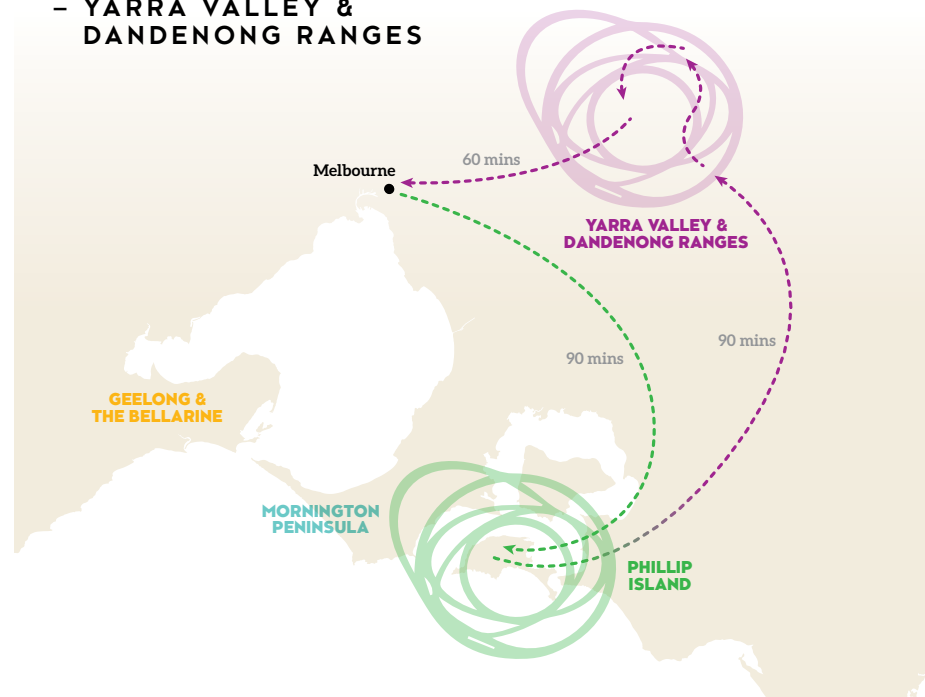 – YARRA VALLEY &
DANDENONG RANGES
Melbourne
60 mins
YARRA VALLEY &
DANDENONG RANGES
90 mins
90 mins
GEELONG &
THE BELLARINE
MORNINGTON
PENINSULA
PHILLIP
ISLAND